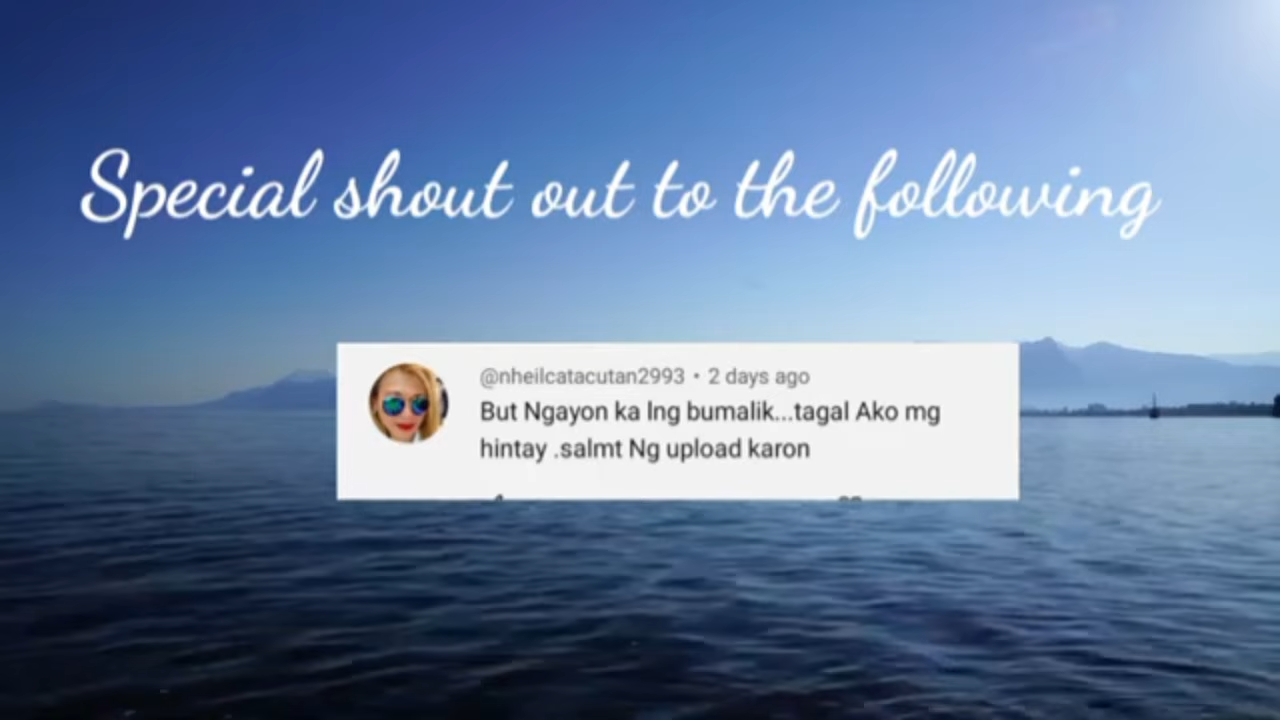 Special shout out to the following
@nheilcatacutan2993 • 2 days ago
But Ngayon ka lng bumalik...tagal Ako mg
hintay .salmt Ng upload karon